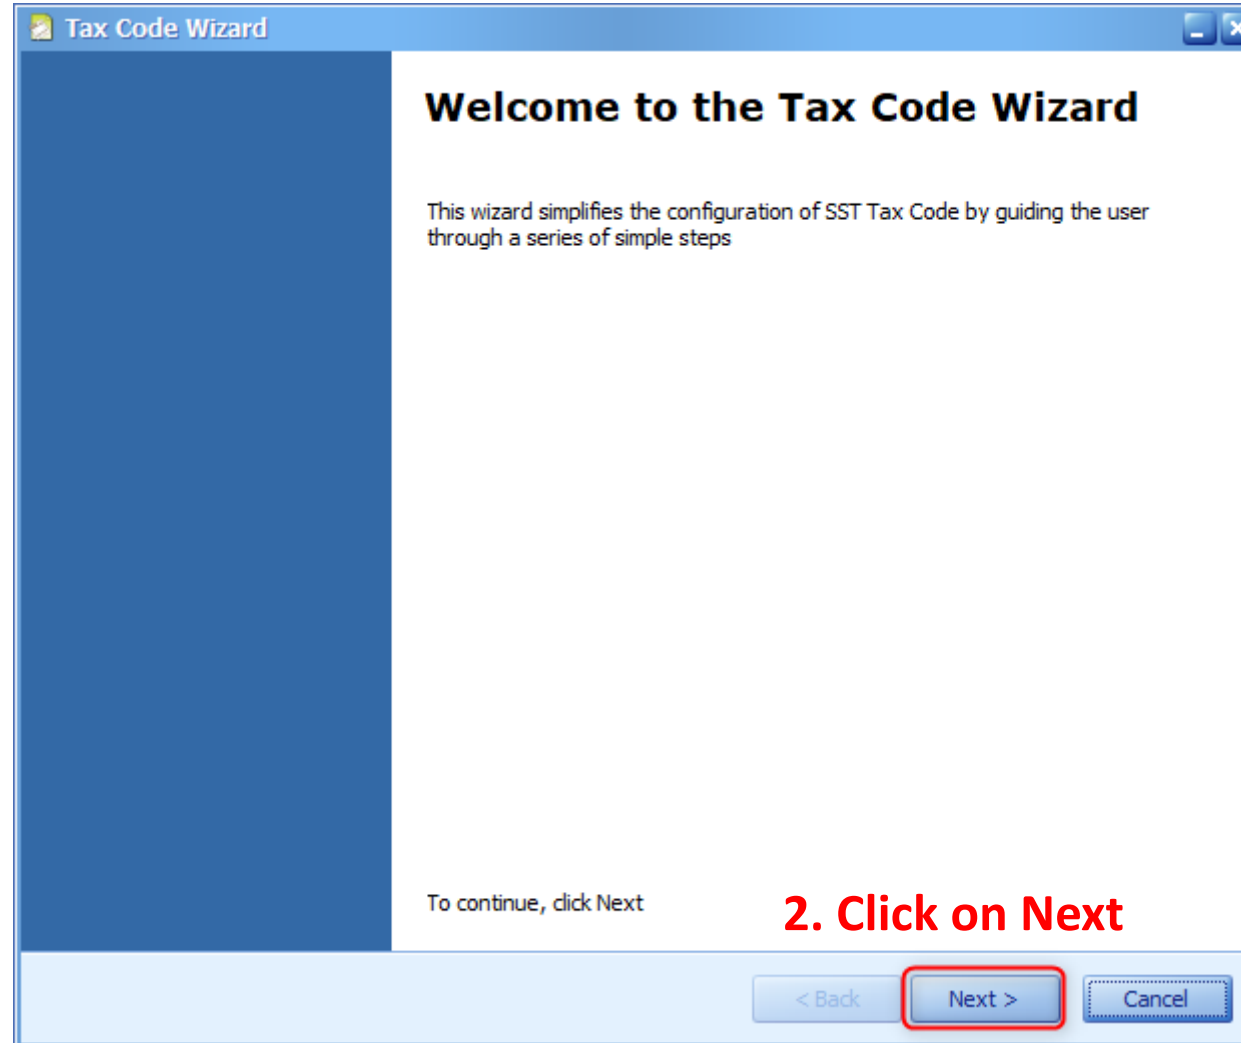 Tax Code Wizard
Welcome to the Tax Code Wizard
This wizard simplifies the configuration of SST Tax Code by guiding the user
through a series of simple steps
To continue, click Next
2. Click on Next
< Back
Next >
Cancel